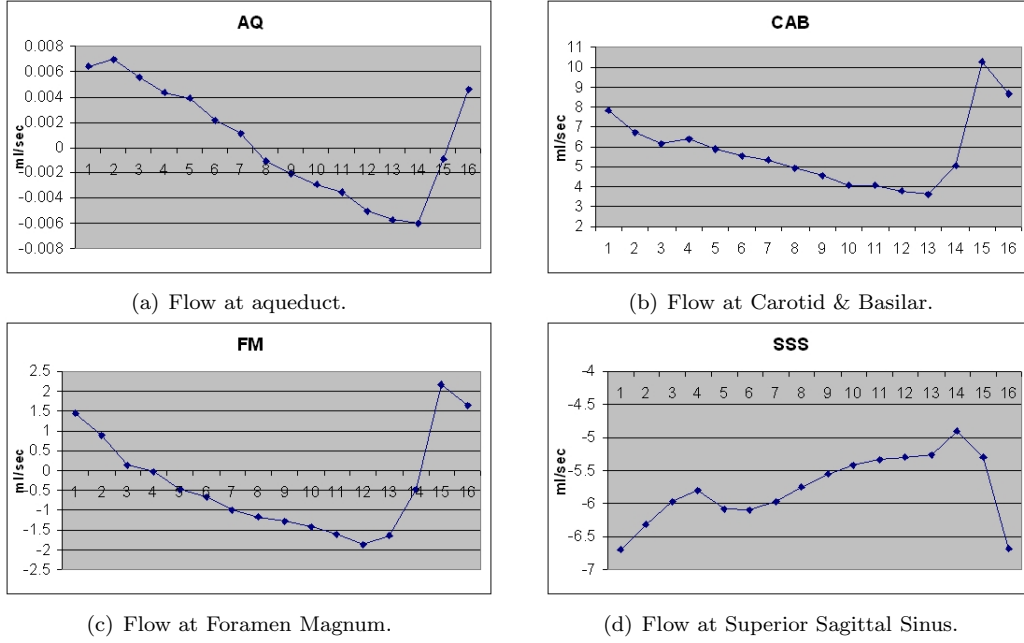 AQ
0.008
0.006
0.004
0.002
0
-0.002
-0.004
-0.006
-0.008
ml/sec
1 2 3 4 5 6 7 8 9 10 11 12 13 14 15 16
(a) Flow at aqueduct.
CAB
11
10
9
8
7
6
5
4
3
2
ml/sec
1 2 3 4 5 6 7 8 9 10 11 12 13 14 15 16
(b) Flow at Carotid & Basilar.
FM
2.5
2
1.5
1
0.5
0
-0.5
-1
-1.5
-2
-2.5
ml/sec
1 2 3 4 5 6 7 8 9 10 11 12 13 14 15 16
(c) Flow at Foramen Magnum.
SSS
-4
-4.5
-5
-5.5
-6
-6.5
-7
ml/sec
1 2 3 4 5 6 7 8 9 10 11 12 13 14 15 16
(d) Flow at Superior Sagittal Sinus.